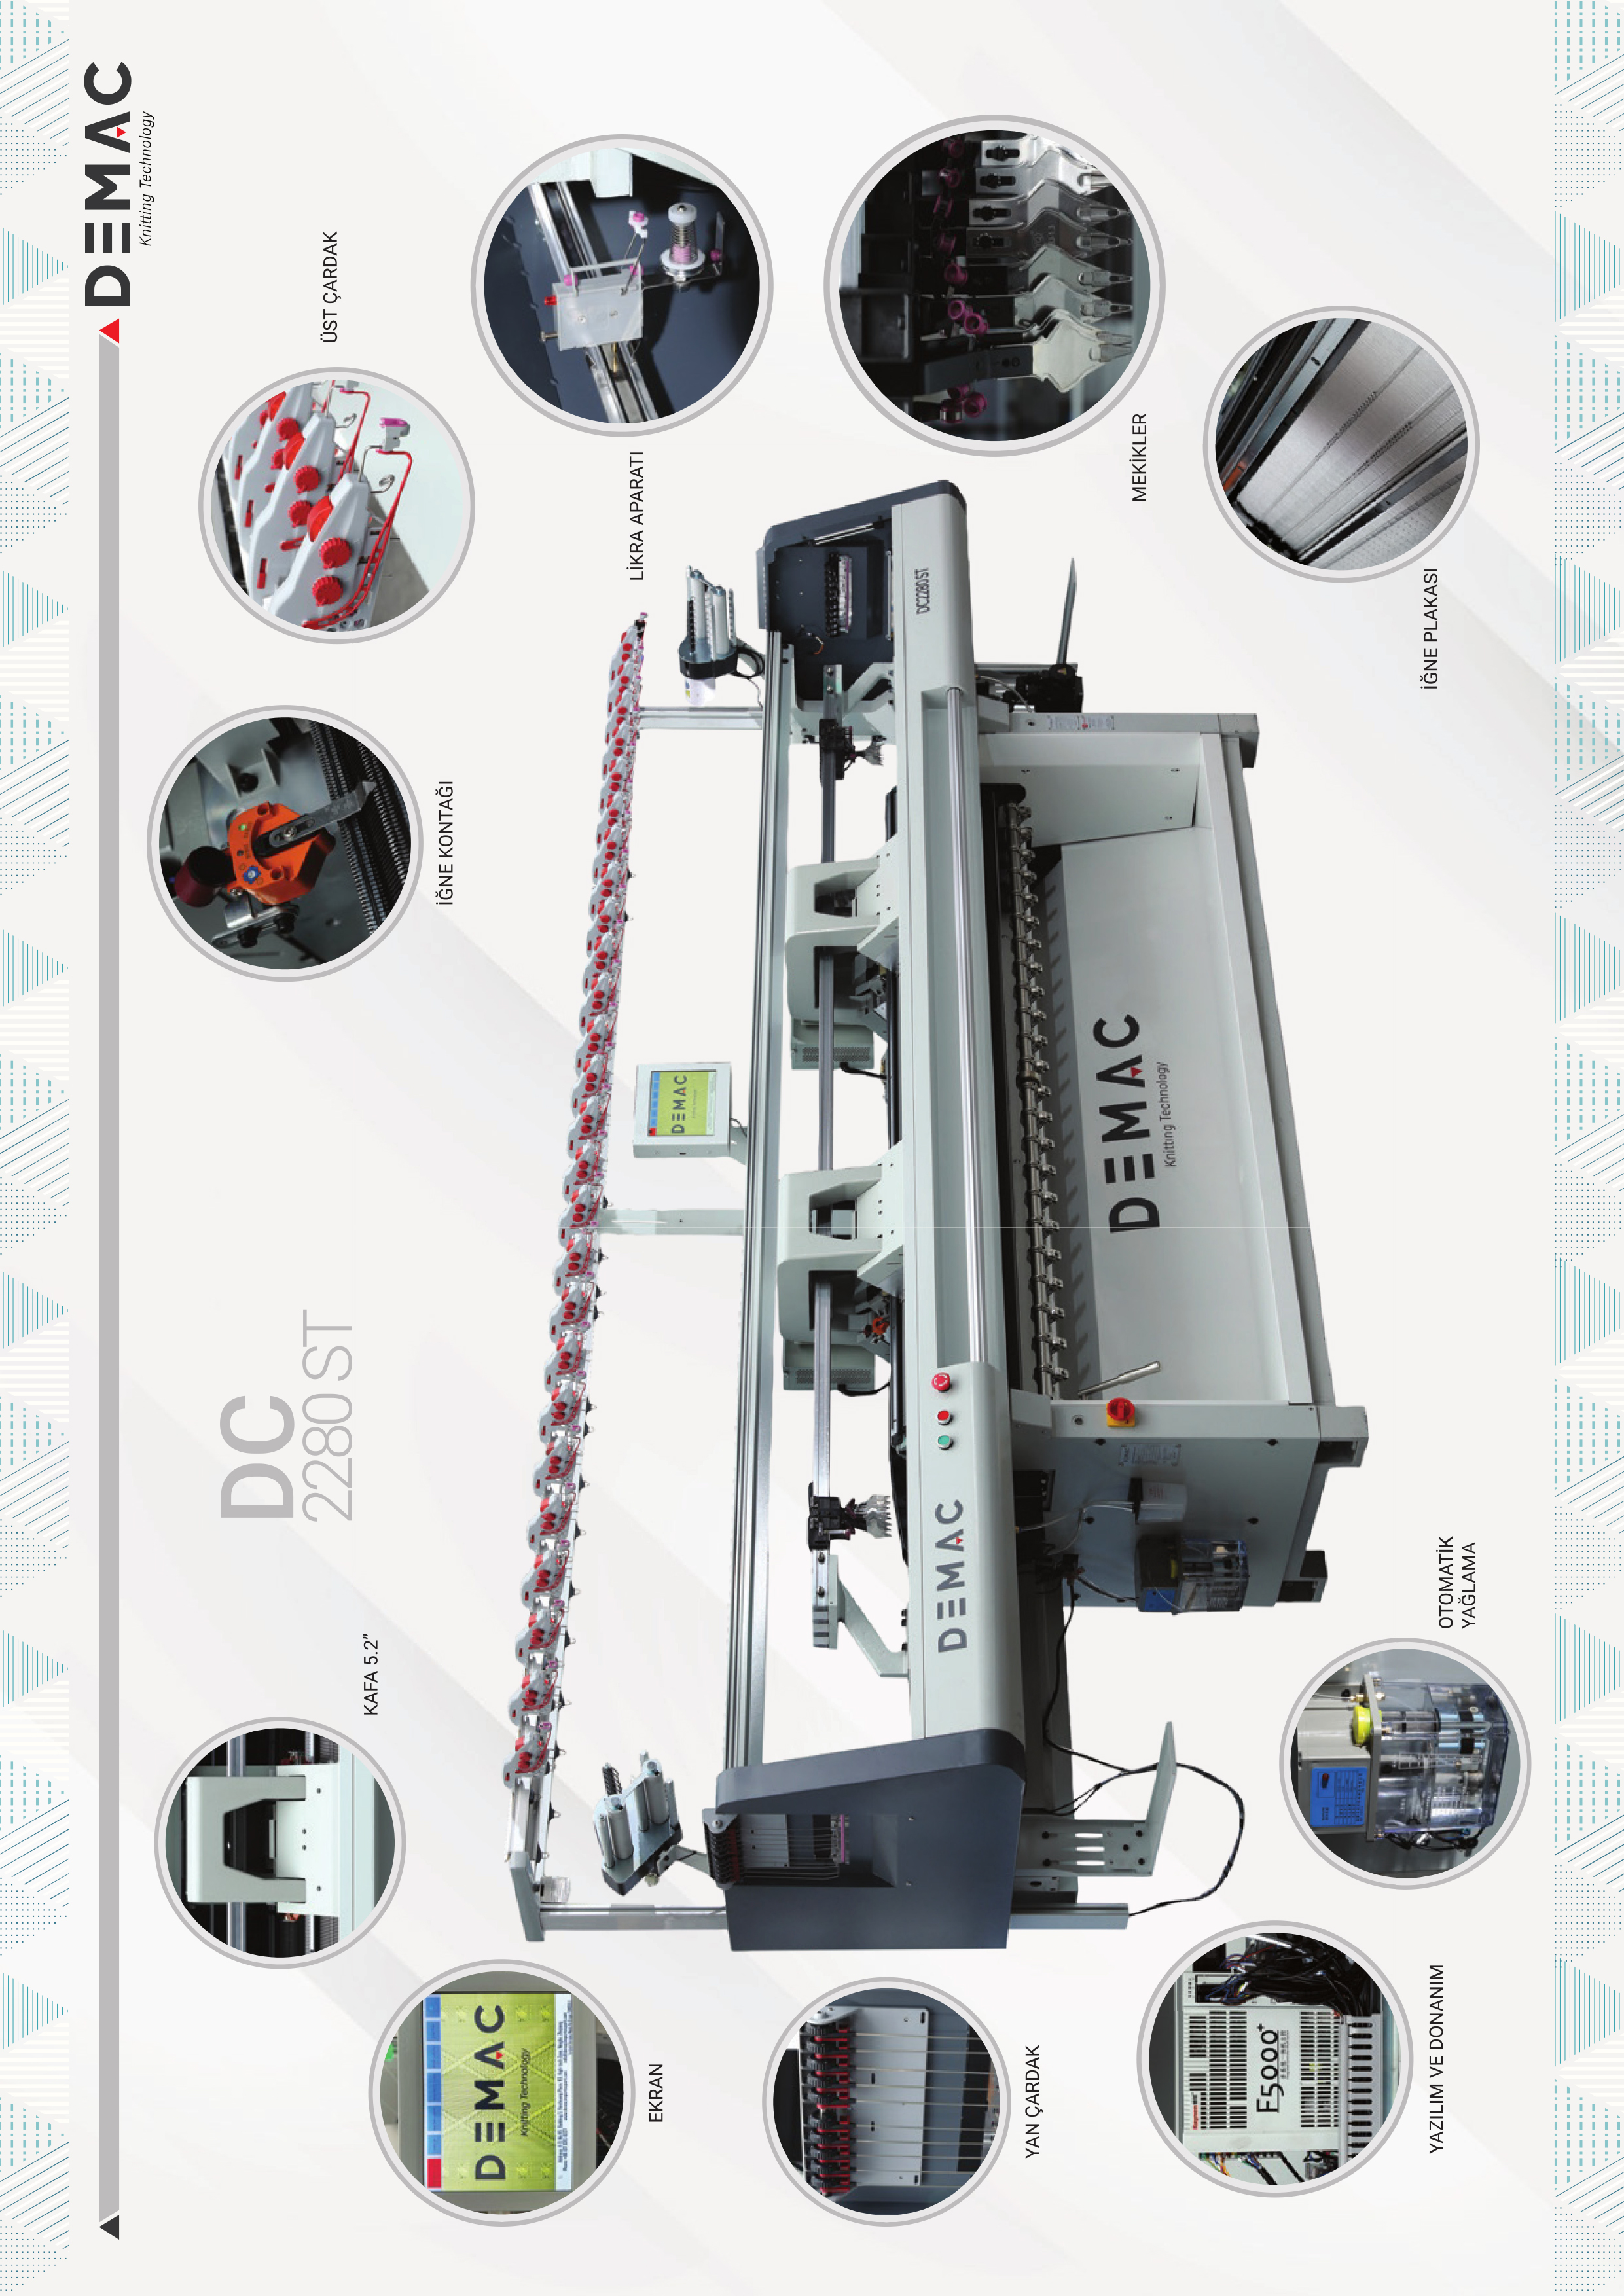 DEMAC
Knitting Technology
DC
2280 ST
KAFA 5.2”
İĞNE KONTAĞI
ÜST ÇARDAK
DEMAC
Knitting Technology
EKRAN
LİKRA APARATI
DEMAC
DEMAC
DC2280ST
YAN ÇARDAK
DEMAC
Knitting Technology
MEKİKLER
F5000+
YAZILIM VE DONANIM
OTOMATİK
YAĞLAMA
İĞNE PLAKASI